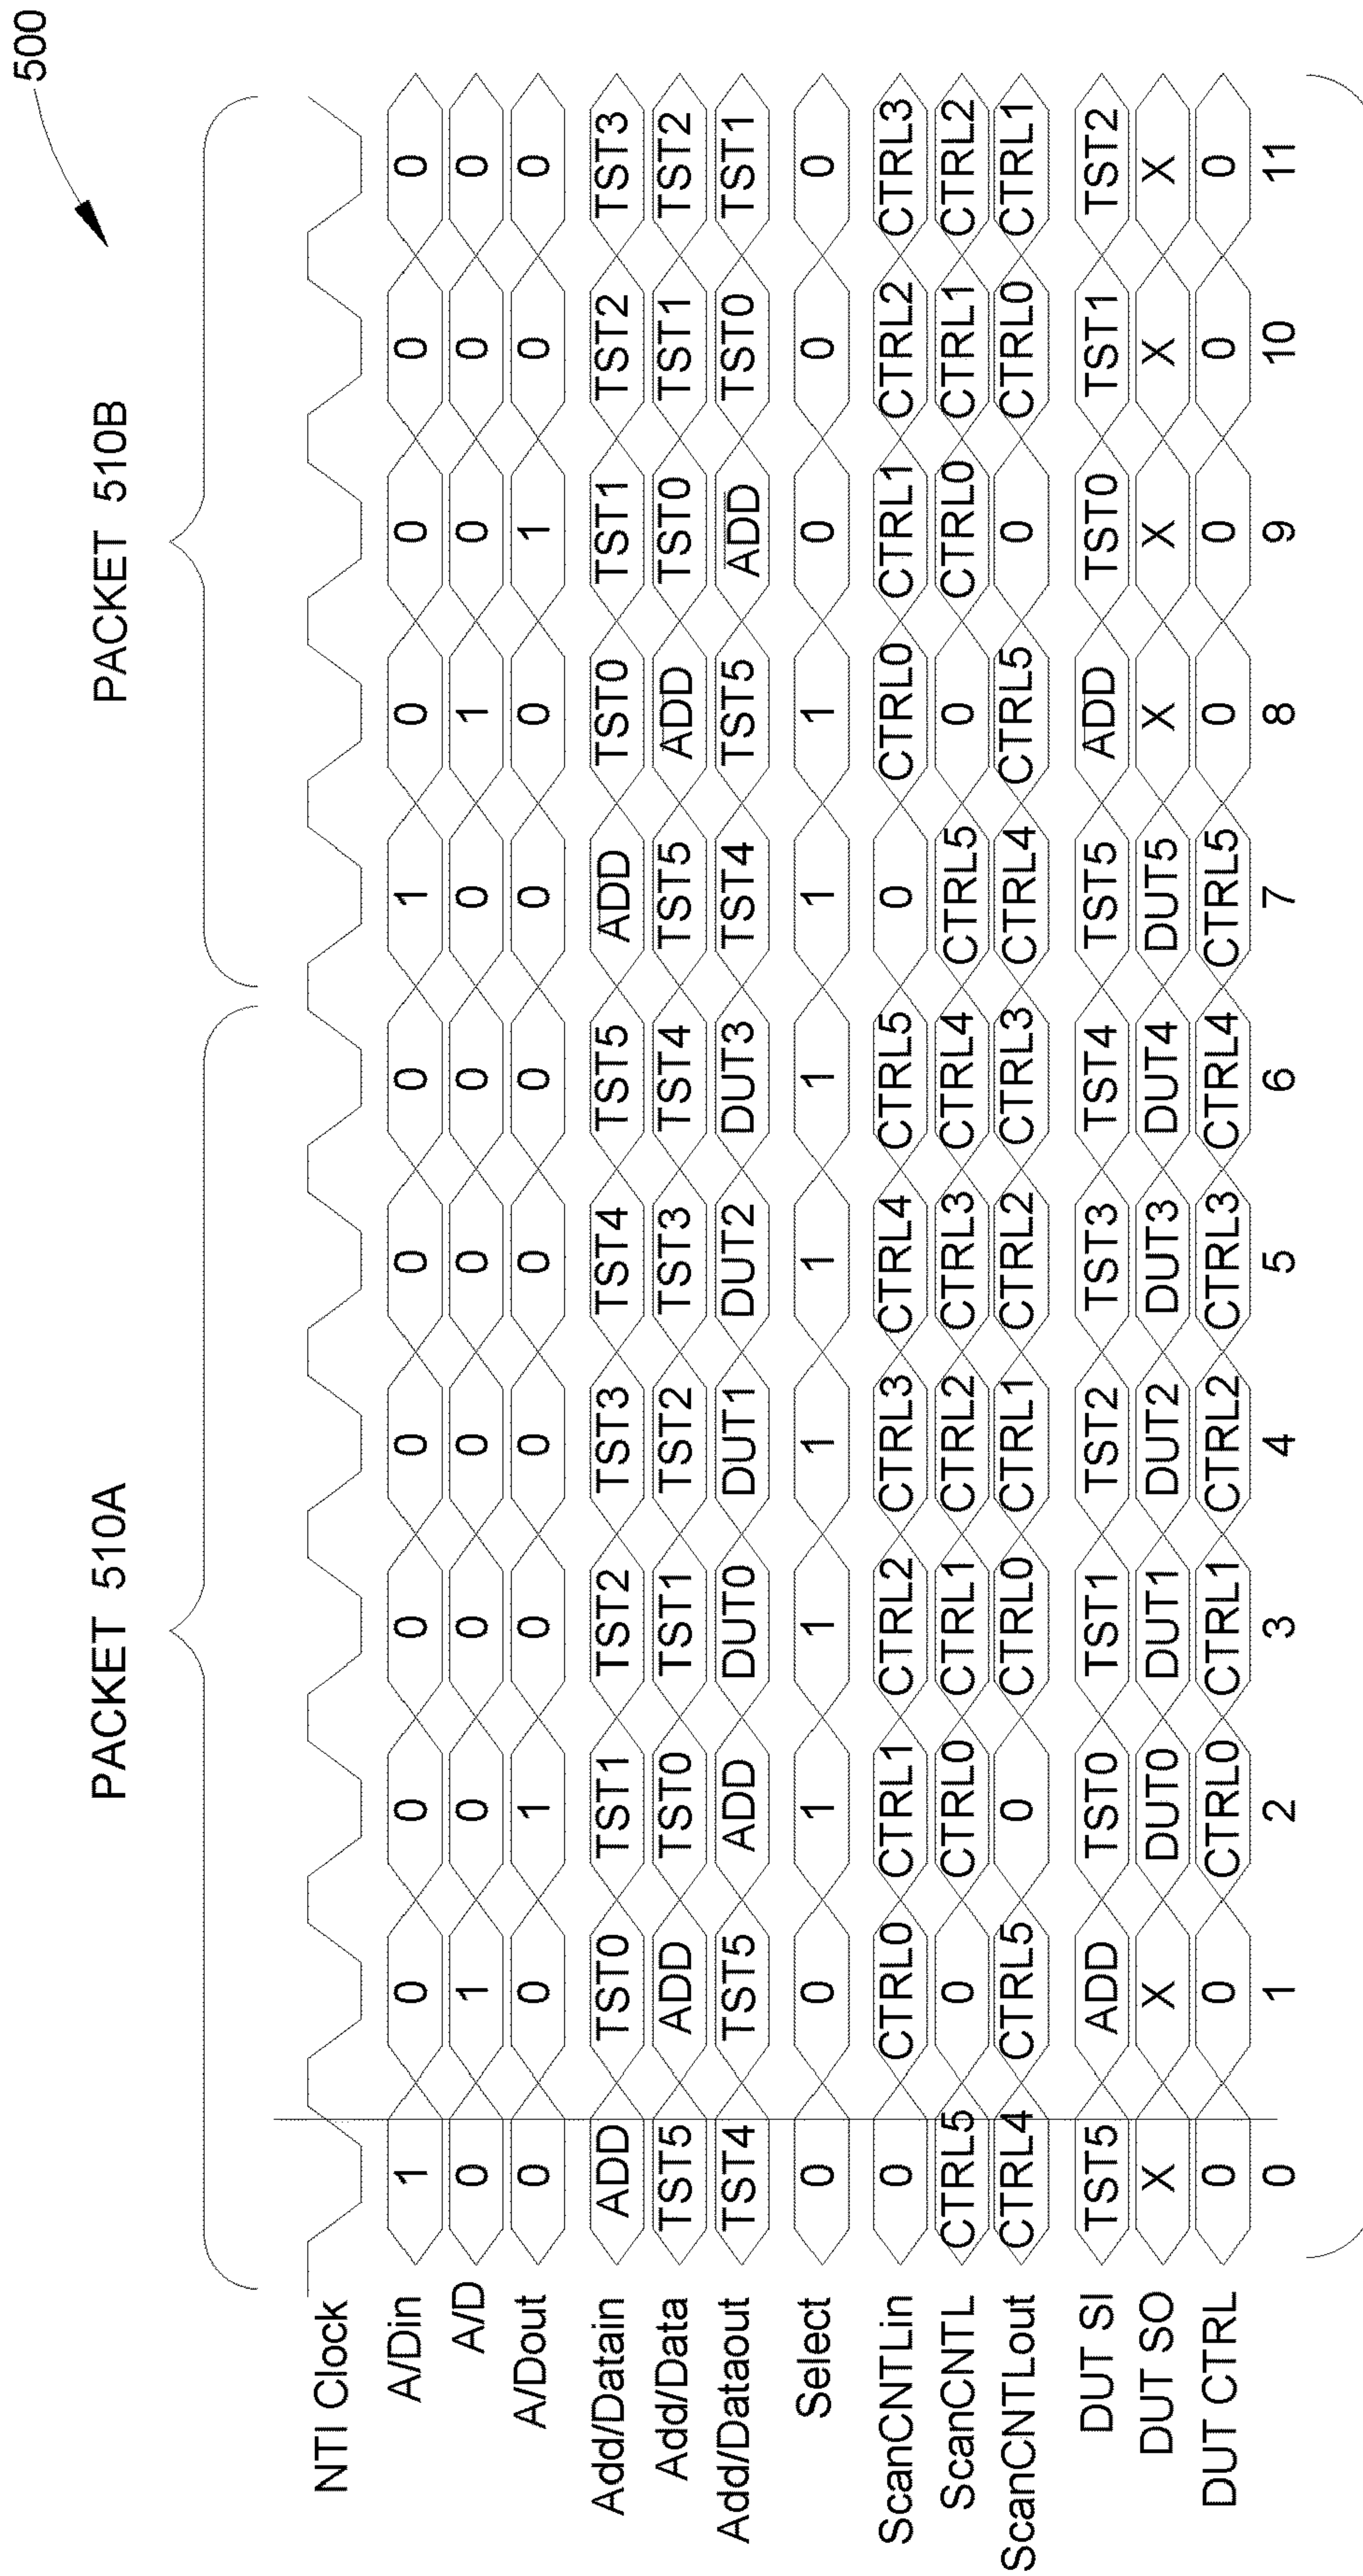 500
PACKET 510A PACKET 510B
NTI Clock
A/Din 1 0 0 0 0 0 0 1 0 0 0 0
A/D 0 1 0 0 0 0 0 0 1 0 0 0
A/Dout 0 0 1 0 0 0 0 0 0 1 0 0
Add/Datain ADD TST0 TST1 TST2 TST3 TST4 TST5 ADD TST0 TST1 TST2 TST3
Add/Data TST5 ADD TST0 TST1 TST2 TST3 TST4 TST5 ADD TST0 TST1 TST2
Add/Dataout TST4 TST5 ADD DUT0 DUT1 DUT2 DUT3 TST4 TST5 ADD TST0 TST1
Select 0 0 1 1 1 1 1 1 1 0 0 0
ScanCNTLin 0 CTRL0 CTRL1 CTRL2 CTRL3 CTRL4 CTRL5 0 CTRL0 CTRL1 CTRL2 CTRL3
ScanCNTL CTRL5 0 CTRL0 CTRL1 CTRL2 CTRL3 CTRL4 CTRL5 0 CTRL0 CTRL1 CTRL2
ScanCNTLout CTRL4 CTRL5 0 CTRL0 CTRL1 CTRL2 CTRL3 CTRL4 CTRL5 0 CTRL0 CTRL1
DUT SI TST5 ADD TST0 TST1 TST2 TST3 TST4 TST5 ADD TST0 TST1 TST2
DUT SO X X DUT0 DUT1 DUT2 DUT3 DUT4 DUT5 X X X X
DUT CTRL 0 0 CTRL0 CTRL1 CTRL2 CTRL3 CTRL4 CTRL5 0 0 0 0
0 1 2 3 4 5 6 7 8 9 10 11